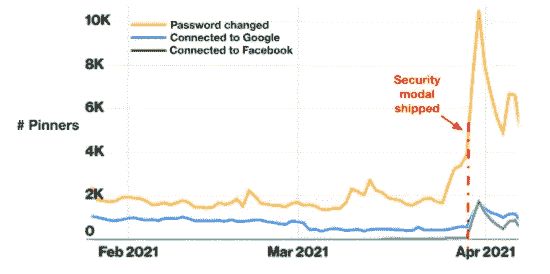 10K
Password changed
Connected to Google
8K
Connected to Facebook
Security
modal
shipped
6K
# Pinners
4K
2K
0
Feb 2021
Mar 2021
Apr 2021